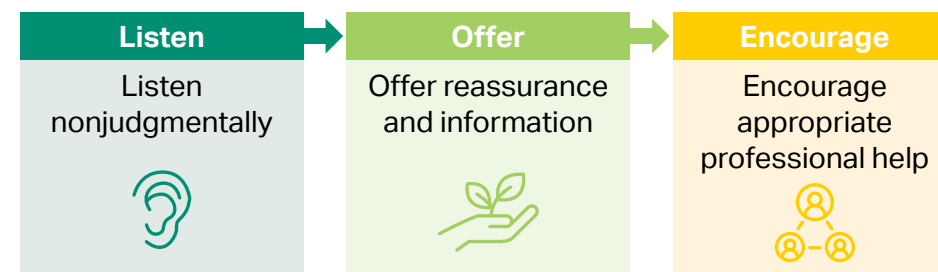 Listen
Listen
nonjudgmentally
Offer
Offer reassurance
and information
Encourage
Encourage
appropriate
professional help